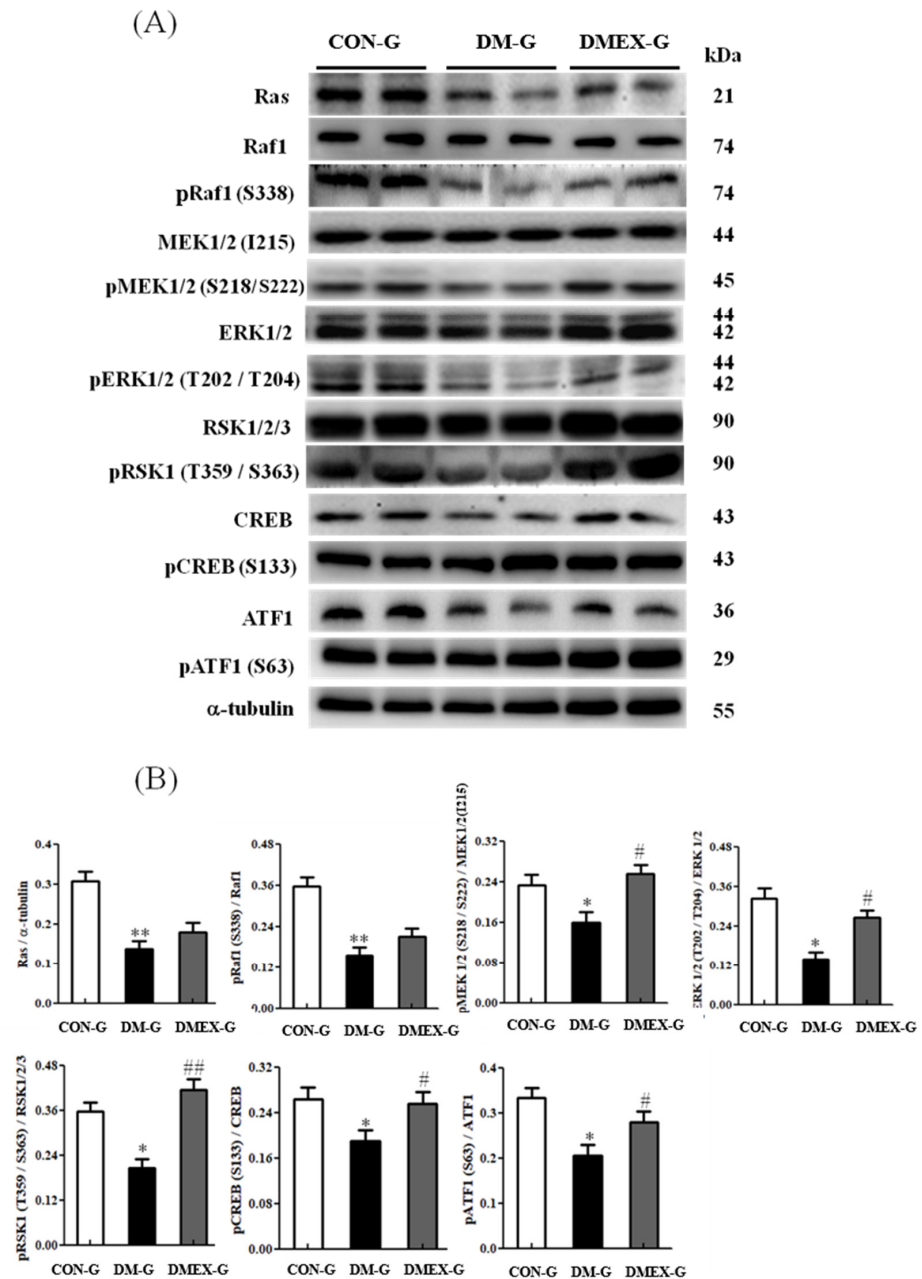 (A)
CON-G DM-G DMEX-G kDa
Ras 21
Raf1 74
pRaf1 (S338) 74
MEK1/2 (I215) 44
pMEK1/2 (S218/S222) 45
ERK1/2 44
42
pERK1/2 (T202 / T204) 44
42
RSK1/2/3 90
pRSK1 (T359 / S363) 90
CREB 43
pCREB (S133) 43
ATF1 36
pATF1 (S63) 29
α-tubulin 55
(B)
Ras / α-tubulin
0.4
0.3
0.2
0.1
0.0
**
CON-G DM-G DMEX-G
pRaf1 (S338) / Raf1
0.48
0.36
0.24
0.12
0.00
**
CON-G DM-G DMEX-G
pMEK 1/2 (S218 / S222) / MEK1/2(I215)
0.32
0.24
0.16
0.08
0.00
*
#
CON-G DM-G DMEX-G
ERK 1/2 (T202 / T204) / ERK 1/2
0.48
0.36
0.24
0.12
0.00
*
#
CON-G DM-G DMEX-G
pRSK1 (T359 / S363) / RSK1/2/3
0.48
0.36
0.24
0.12
0.00
*
##
CON-G DM-G DMEX-G
pCREB (S133) / CREB
0.32
0.24
0.16
0.08
0.00
*
#
CON-G DM-G DMEX-G
pATF1 (S63) / ATF1
0.4
0.3
0.2
0.1
0.0
*
#
CON-G DM-G DMEX-G